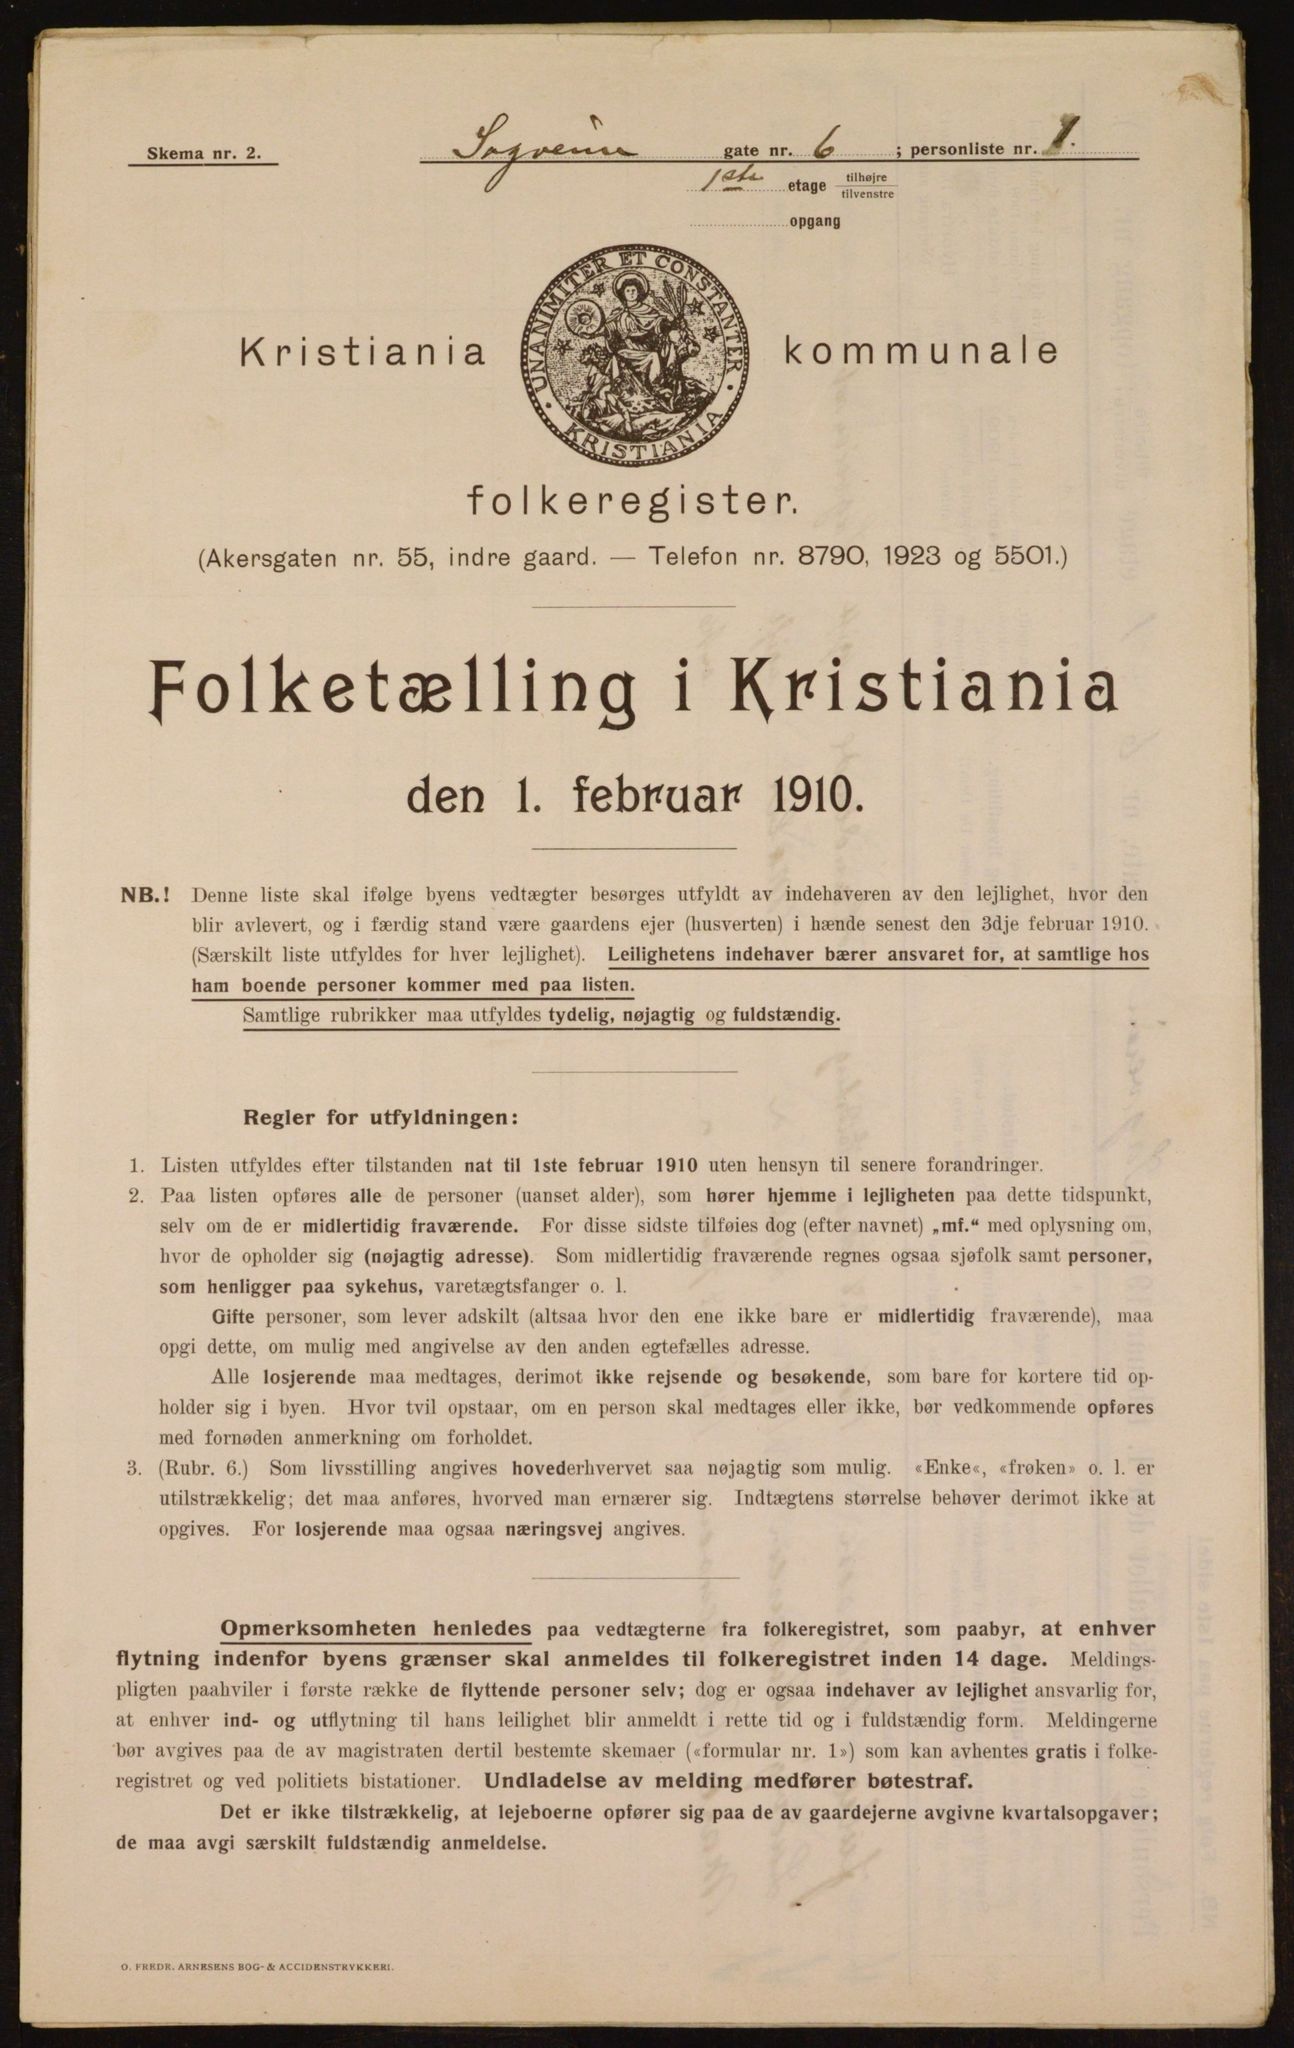 Skema nr. 2. Sagveien gate nr. 6 ; personliste nr. 1.
1ste etage tilhøjre
tilvenstre
opgang
UNANIMITER ET CONSTANTER
KRISTIANIA
Kristiania kommunale
folkeregister.
(Akersgaten nr. 55, indre gaard. — Telefon nr. 8790, 1923 og 5501.)
Folketælling i Kristiania
den 1. februar 1910.
NB.! Denne liste skal ifølge byens vedtægter besørges utfyldt av indehaveren av den lejlighet, hvor den
blir avlevert, og i færdig stand være gaardens ejer (husverten) i hænde senest den 3dje februar 1910.
(Særskilt liste utfyldes for hver lejlighet). Leilighetens indehaver bærer ansvaret for, at samtlige hos
ham boende personer kommer med paa listen.
Samtlige rubrikker maa utfyldes tydelig, nøjagtig og fuldstændig.
Regler for utfyldningen:
1. Listen utfyldes efter tilstanden nat til 1ste februar 1910 uten hensyn til senere forandringer.
2. Paa listen opføres alle de personer (uanset alder), som hører hjemme i lejligheten paa dette tidspunkt,
selv om de er midlertidig fraværende. For disse sidste tilføies dog (efter navnet) „mf.“ med oplysning om,
hvor de opholder sig (nøjagtig adresse). Som midlertidig fraværende regnes ogsaa sjøfolk samt personer,
som henligger paa sykehus, varetægtsfanger o. l.
Gifte personer, som lever adskilt (altsaa hvor den ene ikke bare er midlertidig fraværende), maa
opgi dette, om mulig med angivelse av den anden egtefælles adresse.
Alle losjerende maa medtages, derimot ikke rejsende og besøkende, som bare for kortere tid op-
holder sig i byen. Hvor tvil opstaar, om en person skal medtages eller ikke, bør vedkommende opføres
med fornøden anmerkning om forholdet.
3. (Rubr. 6.) Som livsstilling angives hovederhvervet saa nøjagtig som mulig. «Enke«, «frøken» o. l. er
utilstrækkelig; det maa anføres, hvorved man ernærer sig. Indtægtens størrelse behøver derimot ikke at
opgives. For losjerende maa ogsaa næringsvej angives.
Opmerksomheten henledes paa vedtægterne fra folkeregistret, som paabyr, at enhver
flytning indenfor byens grænser skal anmeldes til folkeregistret inden 14 dage. Meldings-
pligten paahviler i første række de flyttende personer selv; dog er ogsaa indehaver av lejlighet ansvarlig for,
at enhver ind- og utflytning til hans leilighet blir anmeldt i rette tid og i fuldstændig form. Meldingerne
bør avgives paa de av magistraten dertil bestemte skemaer («formular nr. 1») som kan avhentes gratis i folke-
registret og ved politiets bistationer. Undladelse av melding medfører bøtestraf.
Det er ikke tilstrækkelig, at lejeboerne opfører sig paa de av gaardejerne avgivne kvartalsopgaver;
de maa avgi særskilt fuldstændig anmeldelse.
O. FREDR. ARNESENS BOG- & ACCIDENSTRYKKERI.